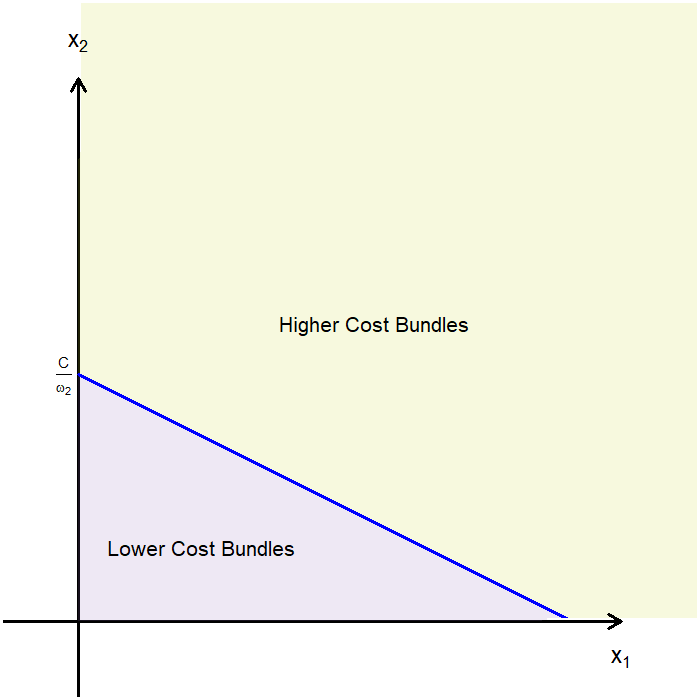 x₂
Higher Cost Bundles
C
ω₂
Lower Cost Bundles
x₁